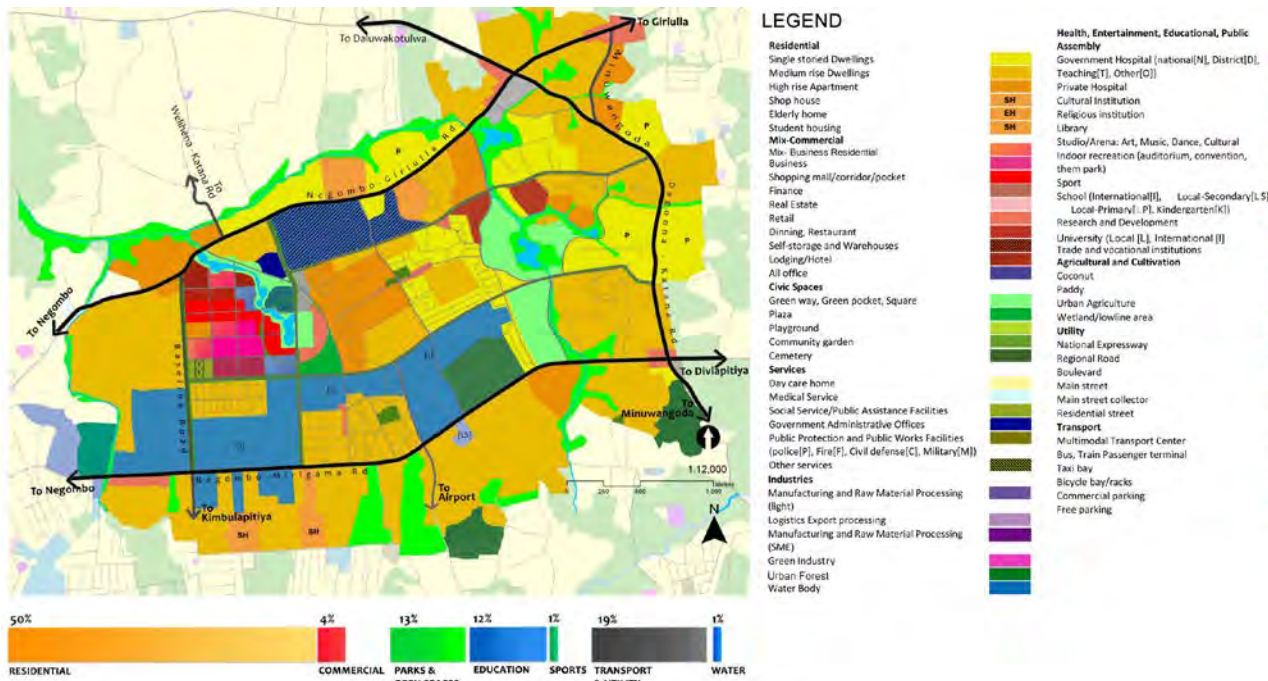 To Giriulla
To Daluwakotulwa
Minuwangoda
Welihena -Katana Rd
To
Negombo Giriulla Rd
P
P
P
P
Dagonna - Katana Rd
To Negombo
Baseline Road
To Divlapitiya
To
Minuwangoda
[I]
[LS]
1:12,000
To Negombo
Negombo Mirigama Rd
To
Airport
To
Kimbulapitiya
SH
SH
N
LEGEND
Residential
Single storied Dwellings
Medium rise Dwellings
High rise Apartment
Shop house
SH
Elderly home
EH
Student housing
SH
Mix-Commercial
Mix- Business Residential
Business
Shopping mall/corridor/pocket
Finance
Real Estate
Retail
Dinning, Restaurant
Self-storage and Warehouses
Lodging/Hotel
All office
Civic Spaces
Green way, Green pocket, Square
Plaza
Playground
Community garden
Cemetery
Services
Day care home
Medical Service
Social Service/Public Assistance Facilities
Government Administrative Offices
Public Protection and Public Works Facilities
(police[P], Fire[F], Civil defense[C], Military[M])
Other services
Industries
Manufacturing and Raw Material Processing
(light)
Logistics Export processing
Manufacturing and Raw Material Processing
(SME)
Green Industry
Urban Forest
Water Body
Health, Entertainment, Educational, Public
Assembly
Government Hospital (national[N], District[D],
Teaching[T], Other[O])
Private Hospital
Cultural Institution
Religious institution
Library
Studio/Arena: Art, Music, Dance, Cultural
Indoor recreation (auditorium, convention,
them park)
Sport
School (International[I], Local-Secondary[LS]
Local-Primary[LP], Kindergarten[K])
Research and Development
University (Local [L], International [I]
Trade and vocational institutions
Agricultural and Cultivation
Coconut
Paddy
Urban Agriculture
Wetland/lowline area
Utility
National Expressway
Regional Road
Boulevard
Main street
Main street collector
Residential street
Transport
Multimodal Transport Center
Bus, Train Passenger terminal
Taxi bay
Bicycle bay/racks
Commercial parking
Free parking
50%
4%
13%
12%
1%
19%
1%
RESIDENTIAL
COMMERCIAL
PARKS &
EDUCATION
SPORTS
TRANSPORT
WATER